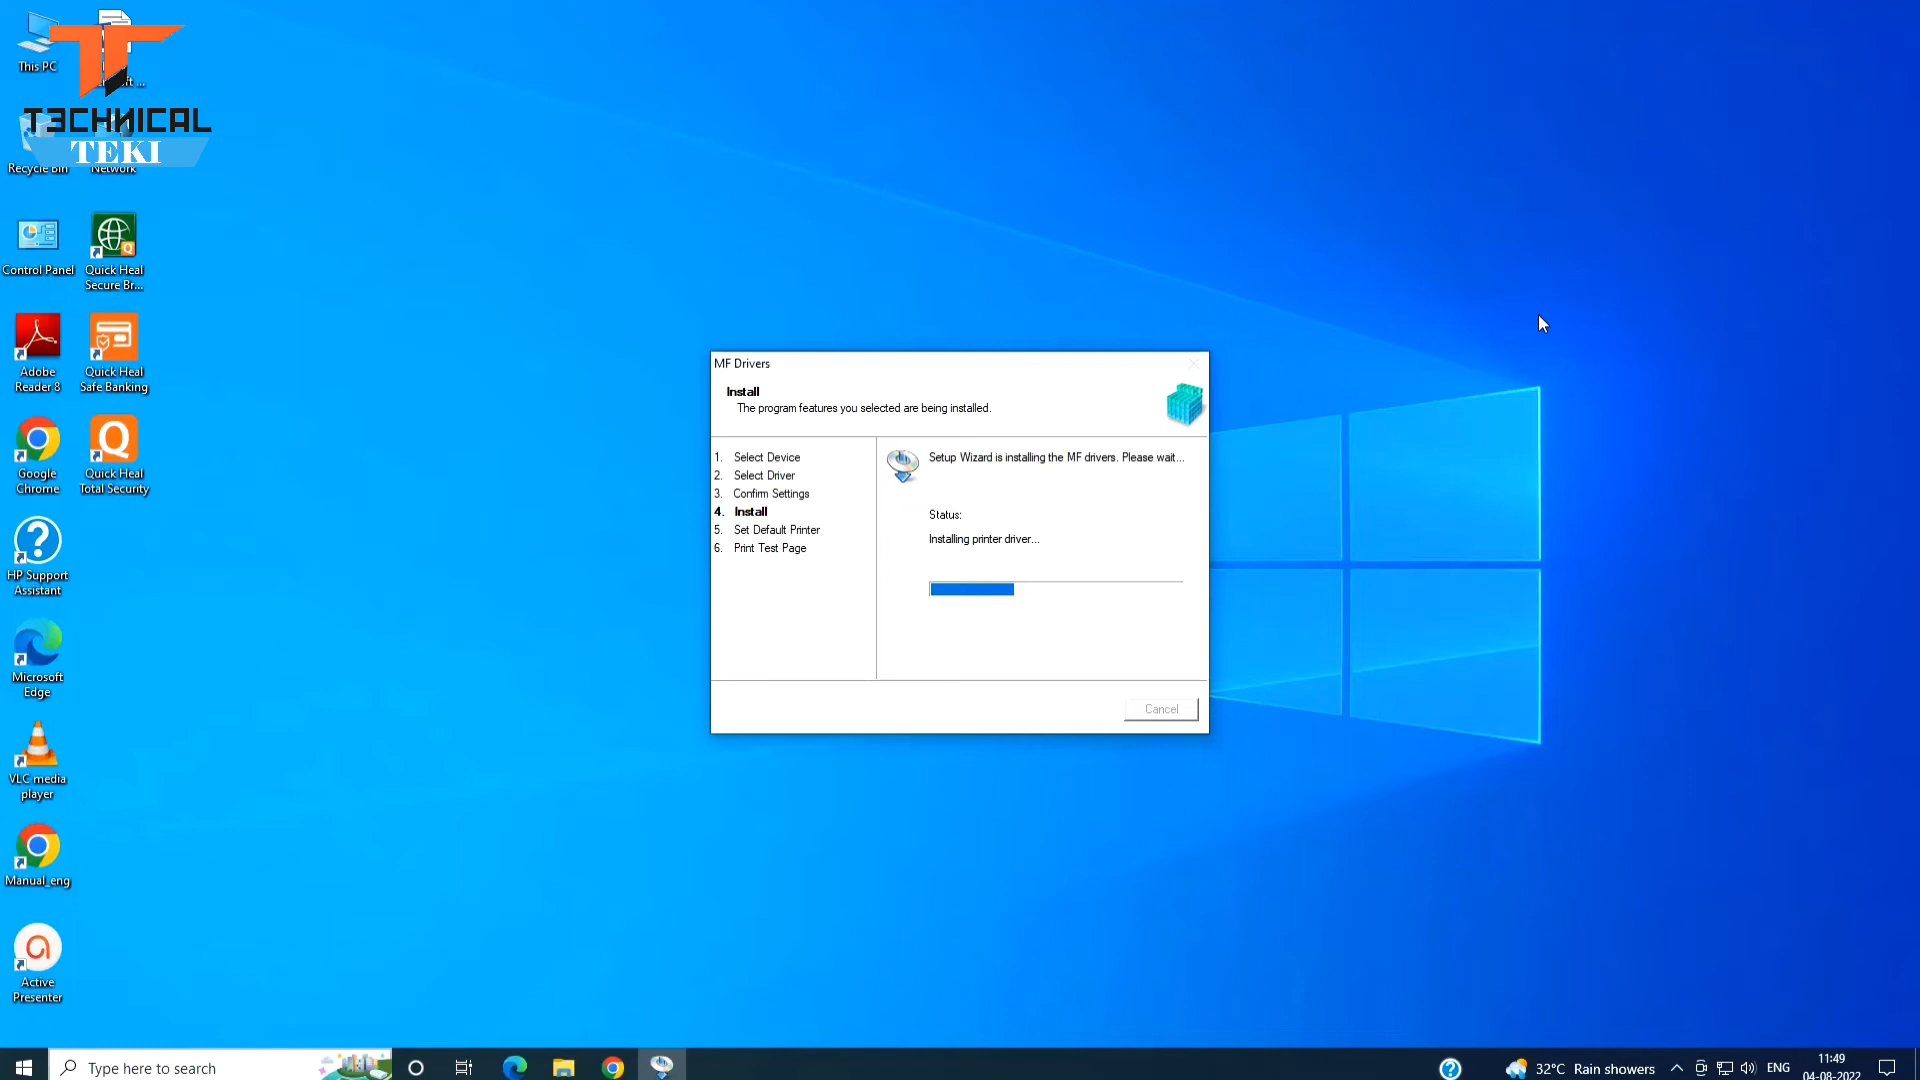 This PC
T3CHNICAL
TEKI
Recycle Bin
Network
Control Panel
Quick Heal
Secure Br...
Adobe
Reader 8
Quick Heal
Safe Banking
Google
Chrome
Quick Heal
Total Security
HP Support
Assistant
Microsoft
Edge
VLC media
player
Manual_eng
Active
Presenter
MF Drivers
Install
The program features you selected are being installed.
1. Select Device
2. Select Driver
3. Confirm Settings
4. Install
5. Set Default Printer
6. Print Test Page
Setup Wizard is installing the MF drivers. Please wait...
Status:
Installing printer driver...
Cancel
Type here to search
32°C Rain showers
ENG
11:49
04-08-2022